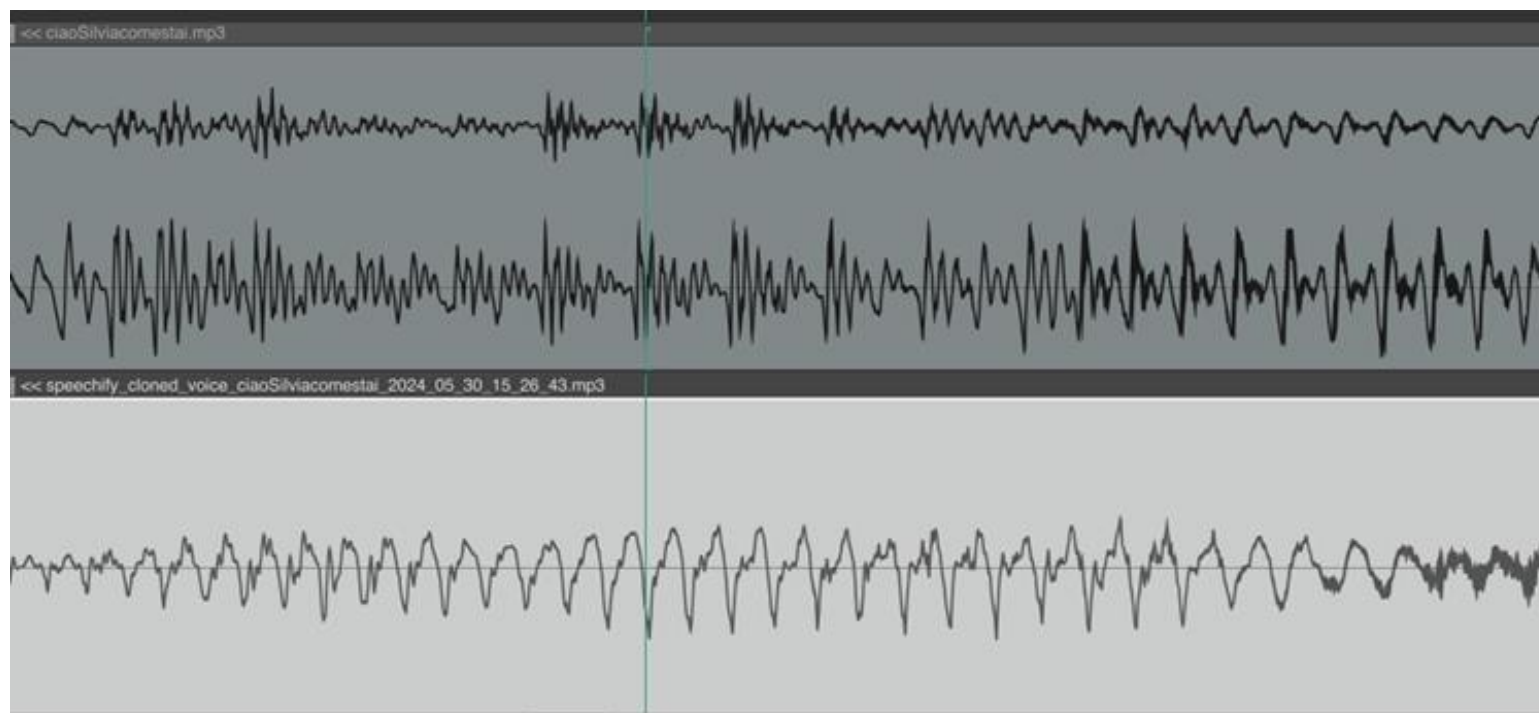 << ciaoSilviacomestai.mp3
<< speechify_cloned_voice_ciaoSilviacomestai_2024_05_30_15_26_43.mp3